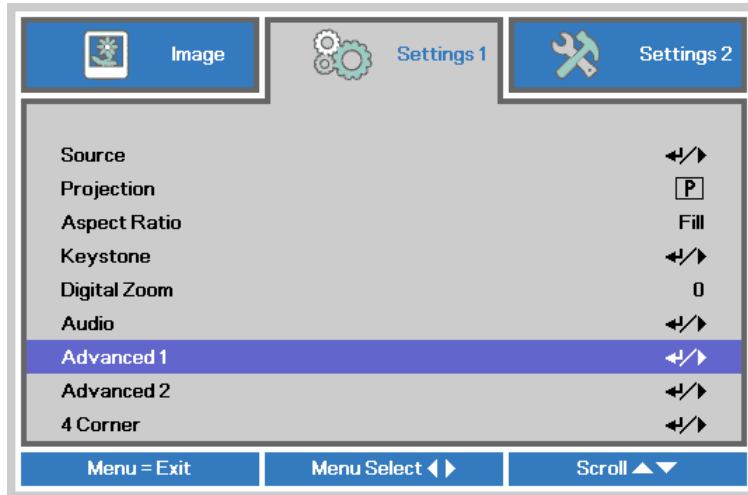 Image Settings 1 Settings 2
Source
Projection P
Aspect Ratio Fill
Keystone
Digital Zoom 0
Audio
Advanced 1
Advanced 2
4 Corner
Menu = Exit Menu Select Scroll